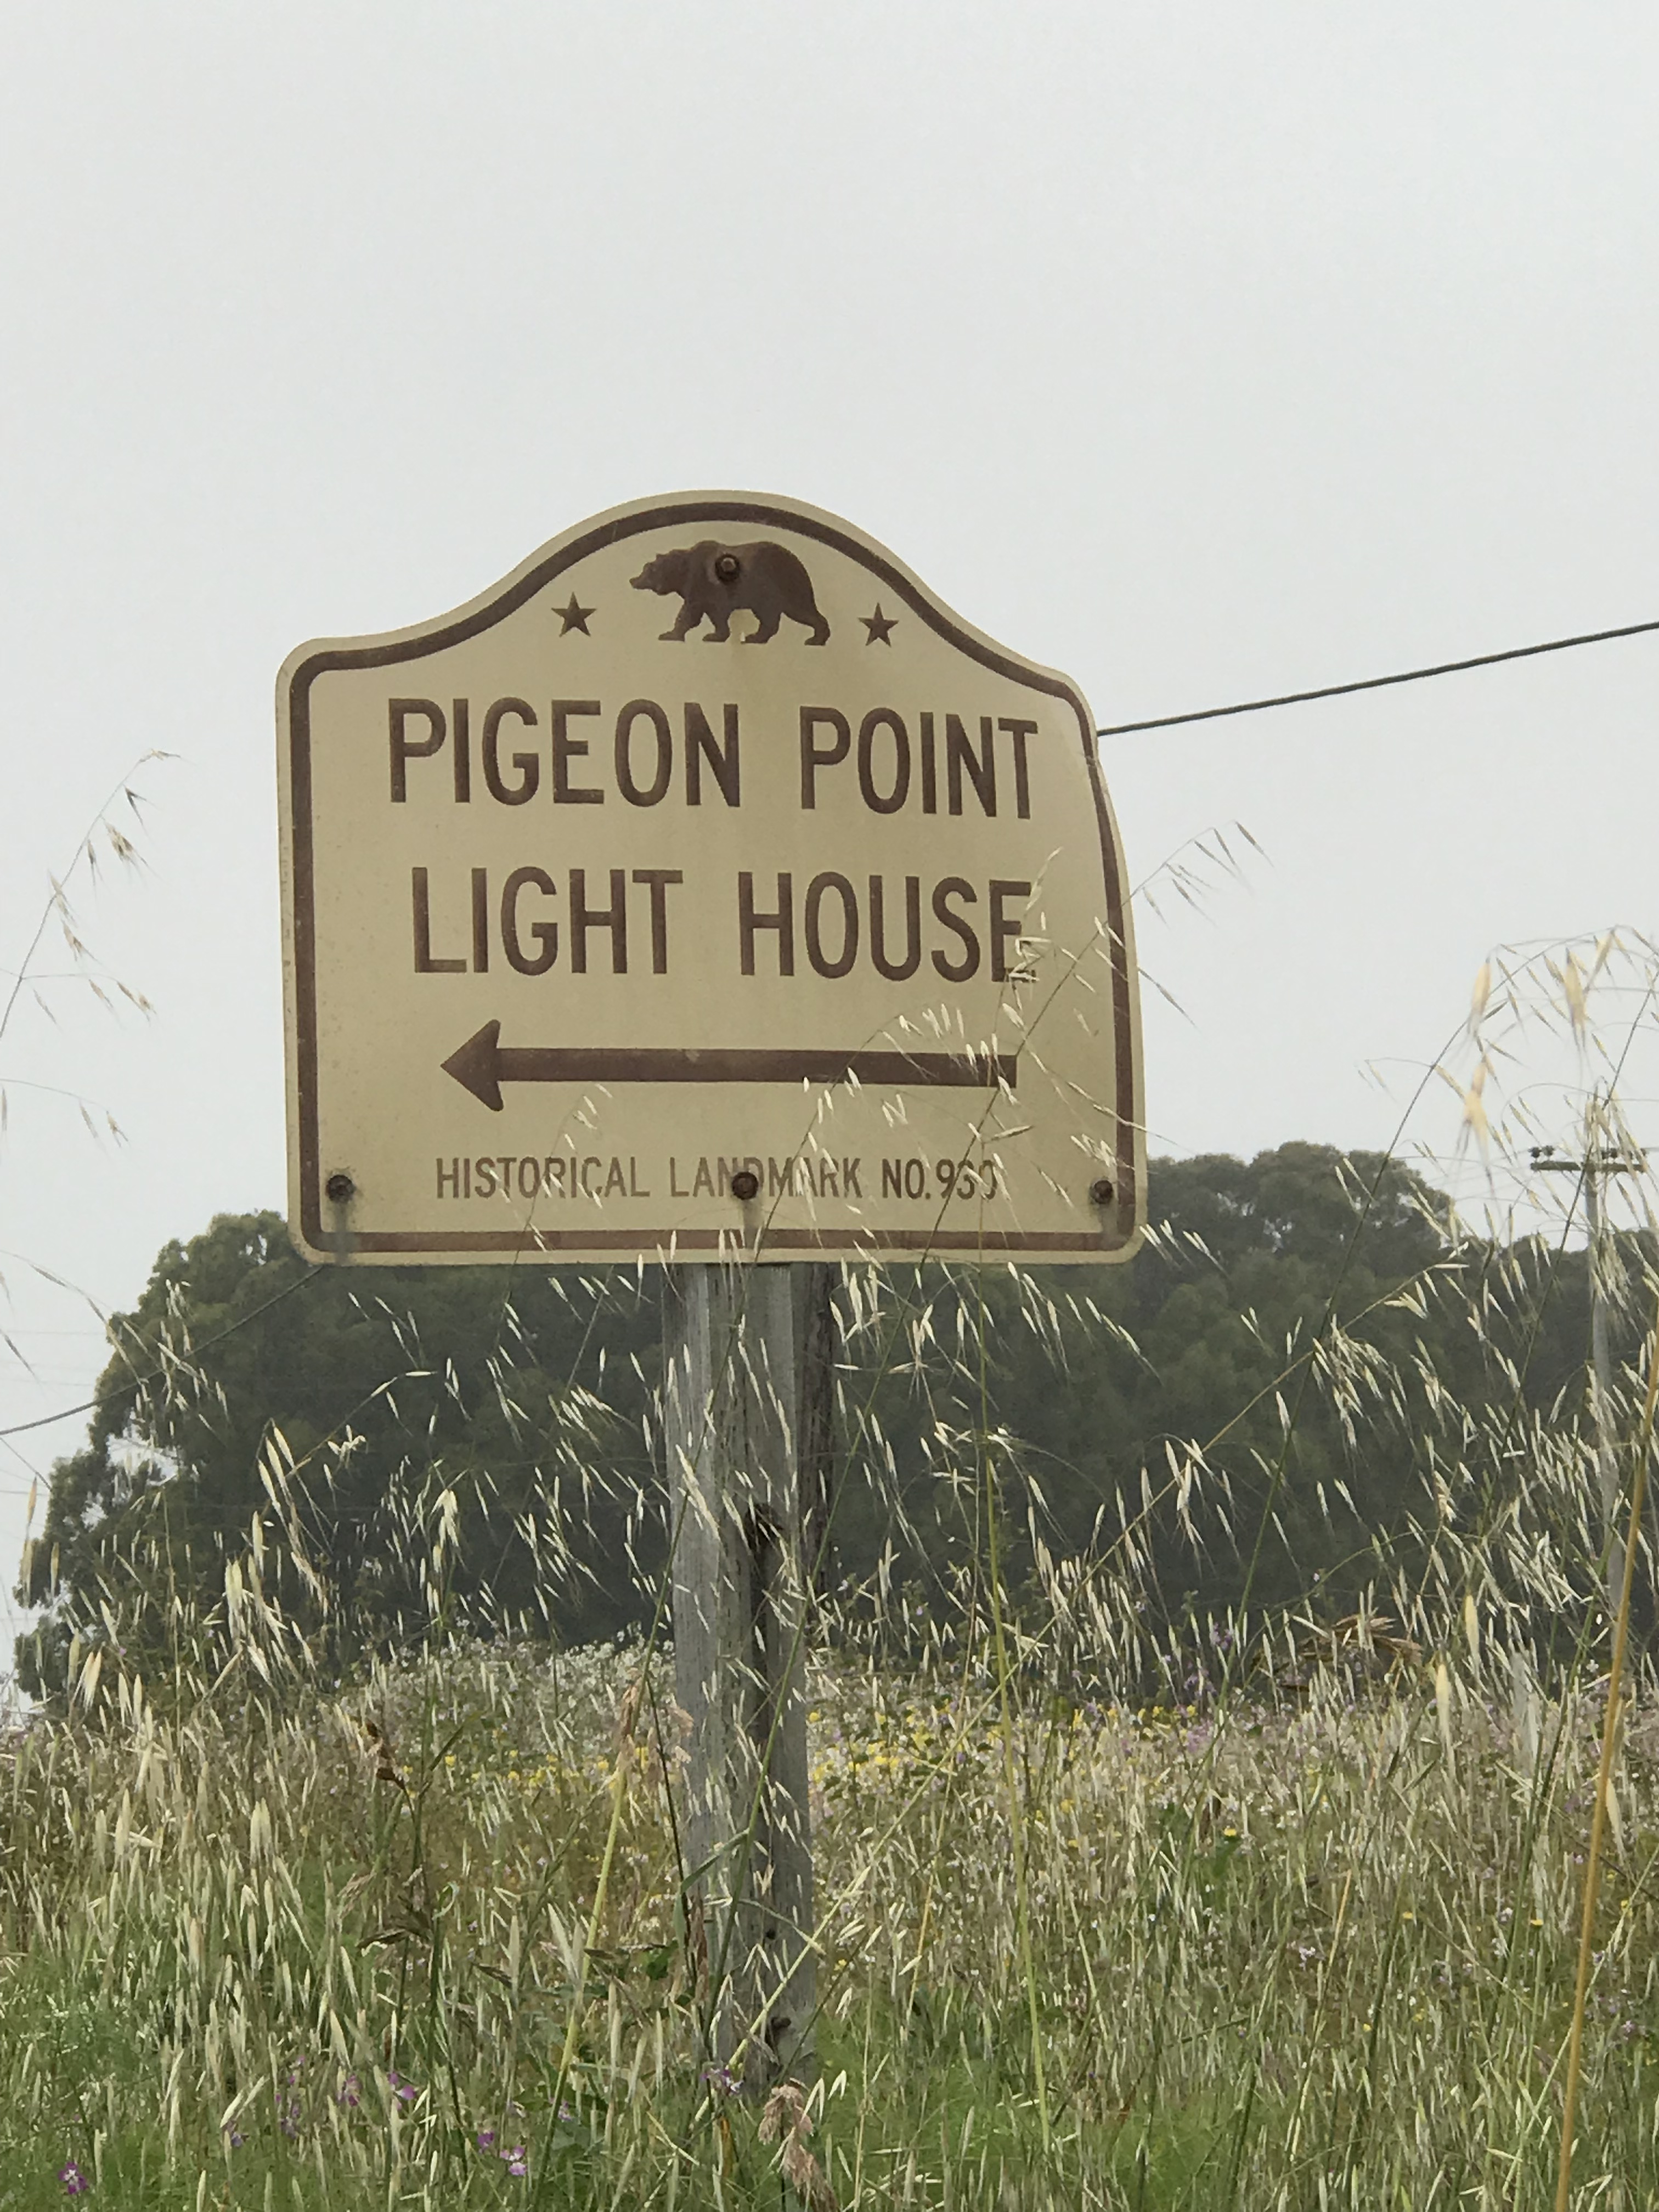 PIGEON POINT
LIGHT HOUSE
HISTORICAL LANDMARK NO.930